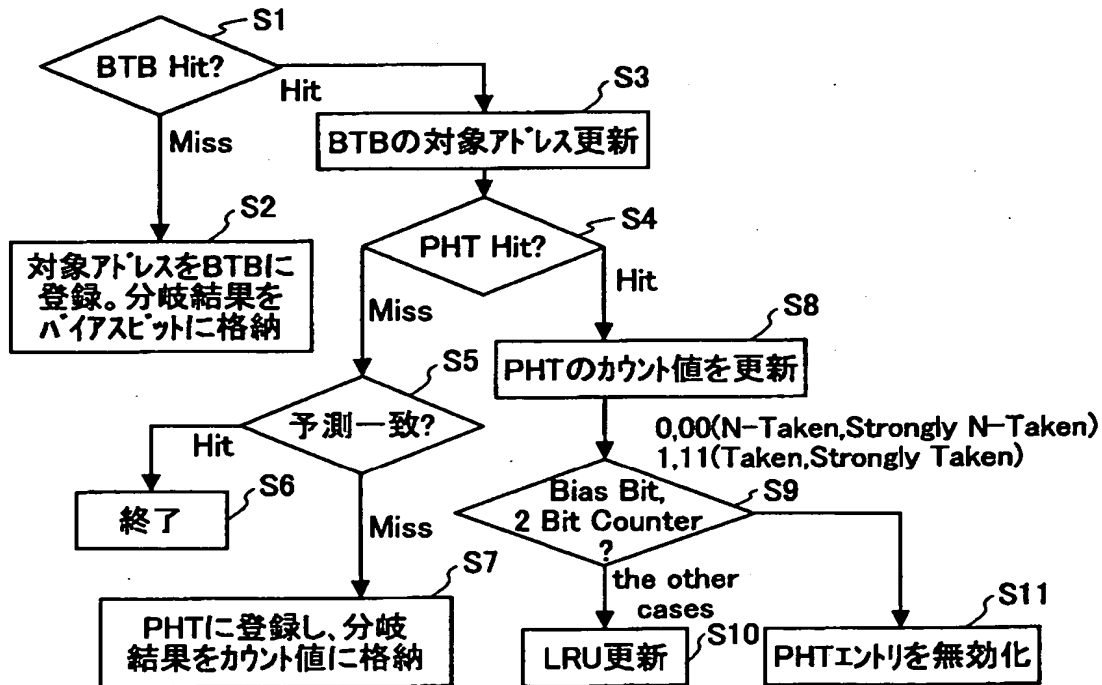 S1
BTB Hit?
Hit
Miss
S3
BTBの対象アドレス更新
S2
対象アドレスをBTBに
登録。分岐結果を
バイアスビットに格納
S4
PHT Hit?
Miss
Hit
S5
予測一致?
Hit
Miss
S6
終了
S7
PHTに登録し、分岐
結果をカウント値に格納
S8
PHTのカウント値を更新
0,00(N-Taken,Strongly N-Taken)
1,11(Taken,Strongly Taken)
S9
Bias Bit,
2 Bit Counter
?
the other
cases
S10
LRU更新
S11
PHTエントリを無効化